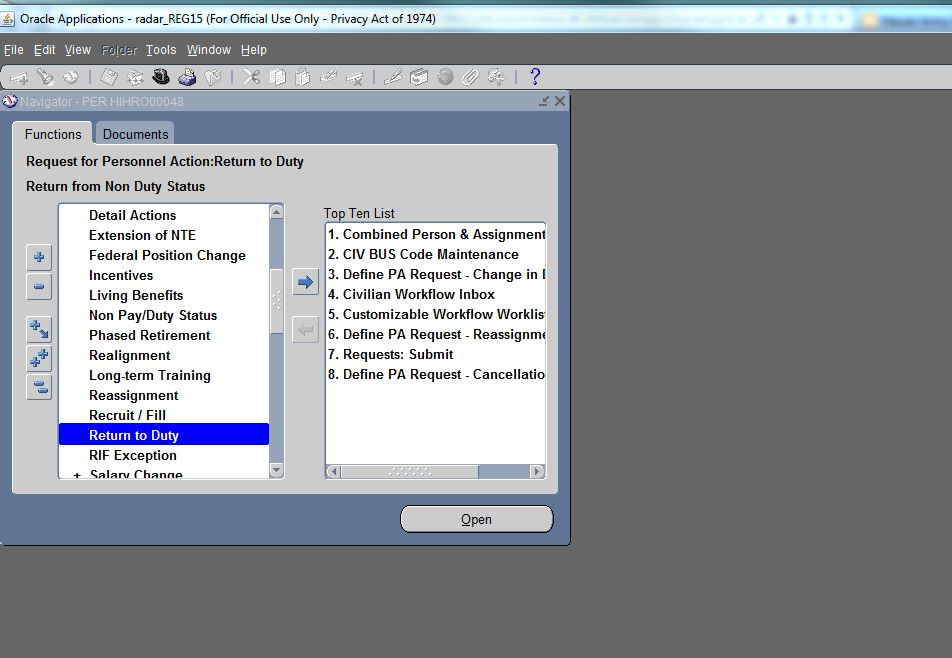 Oracle Applications - radar_REG15 (For Official Use Only - Privacy Act of 1974)
File Edit View Folder Tools Window Help
Navigator - PER HIHRO00048
Functions Documents
Request for Personnel Action:Return to Duty
Return from Non Duty Status
Detail Actions
Extension of NTE
Federal Position Change
Incentives
Living Benefits
Non Pay/Duty Status
Phased Retirement
Realignment
Long-term Training
Reassignment
Recruit / Fill
Return to Duty
RIF Exception
+ Salary Change
Top Ten List
1. Combined Person & Assignment
2. CIV BUS Code Maintenance
3. Define PA Request - Change in
4. Civilian Workflow Inbox
5. Customizable Workflow Worklis
6. Define PA Request - Reassignme
7. Requests: Submit
8. Define PA Request - Cancellatio
Open